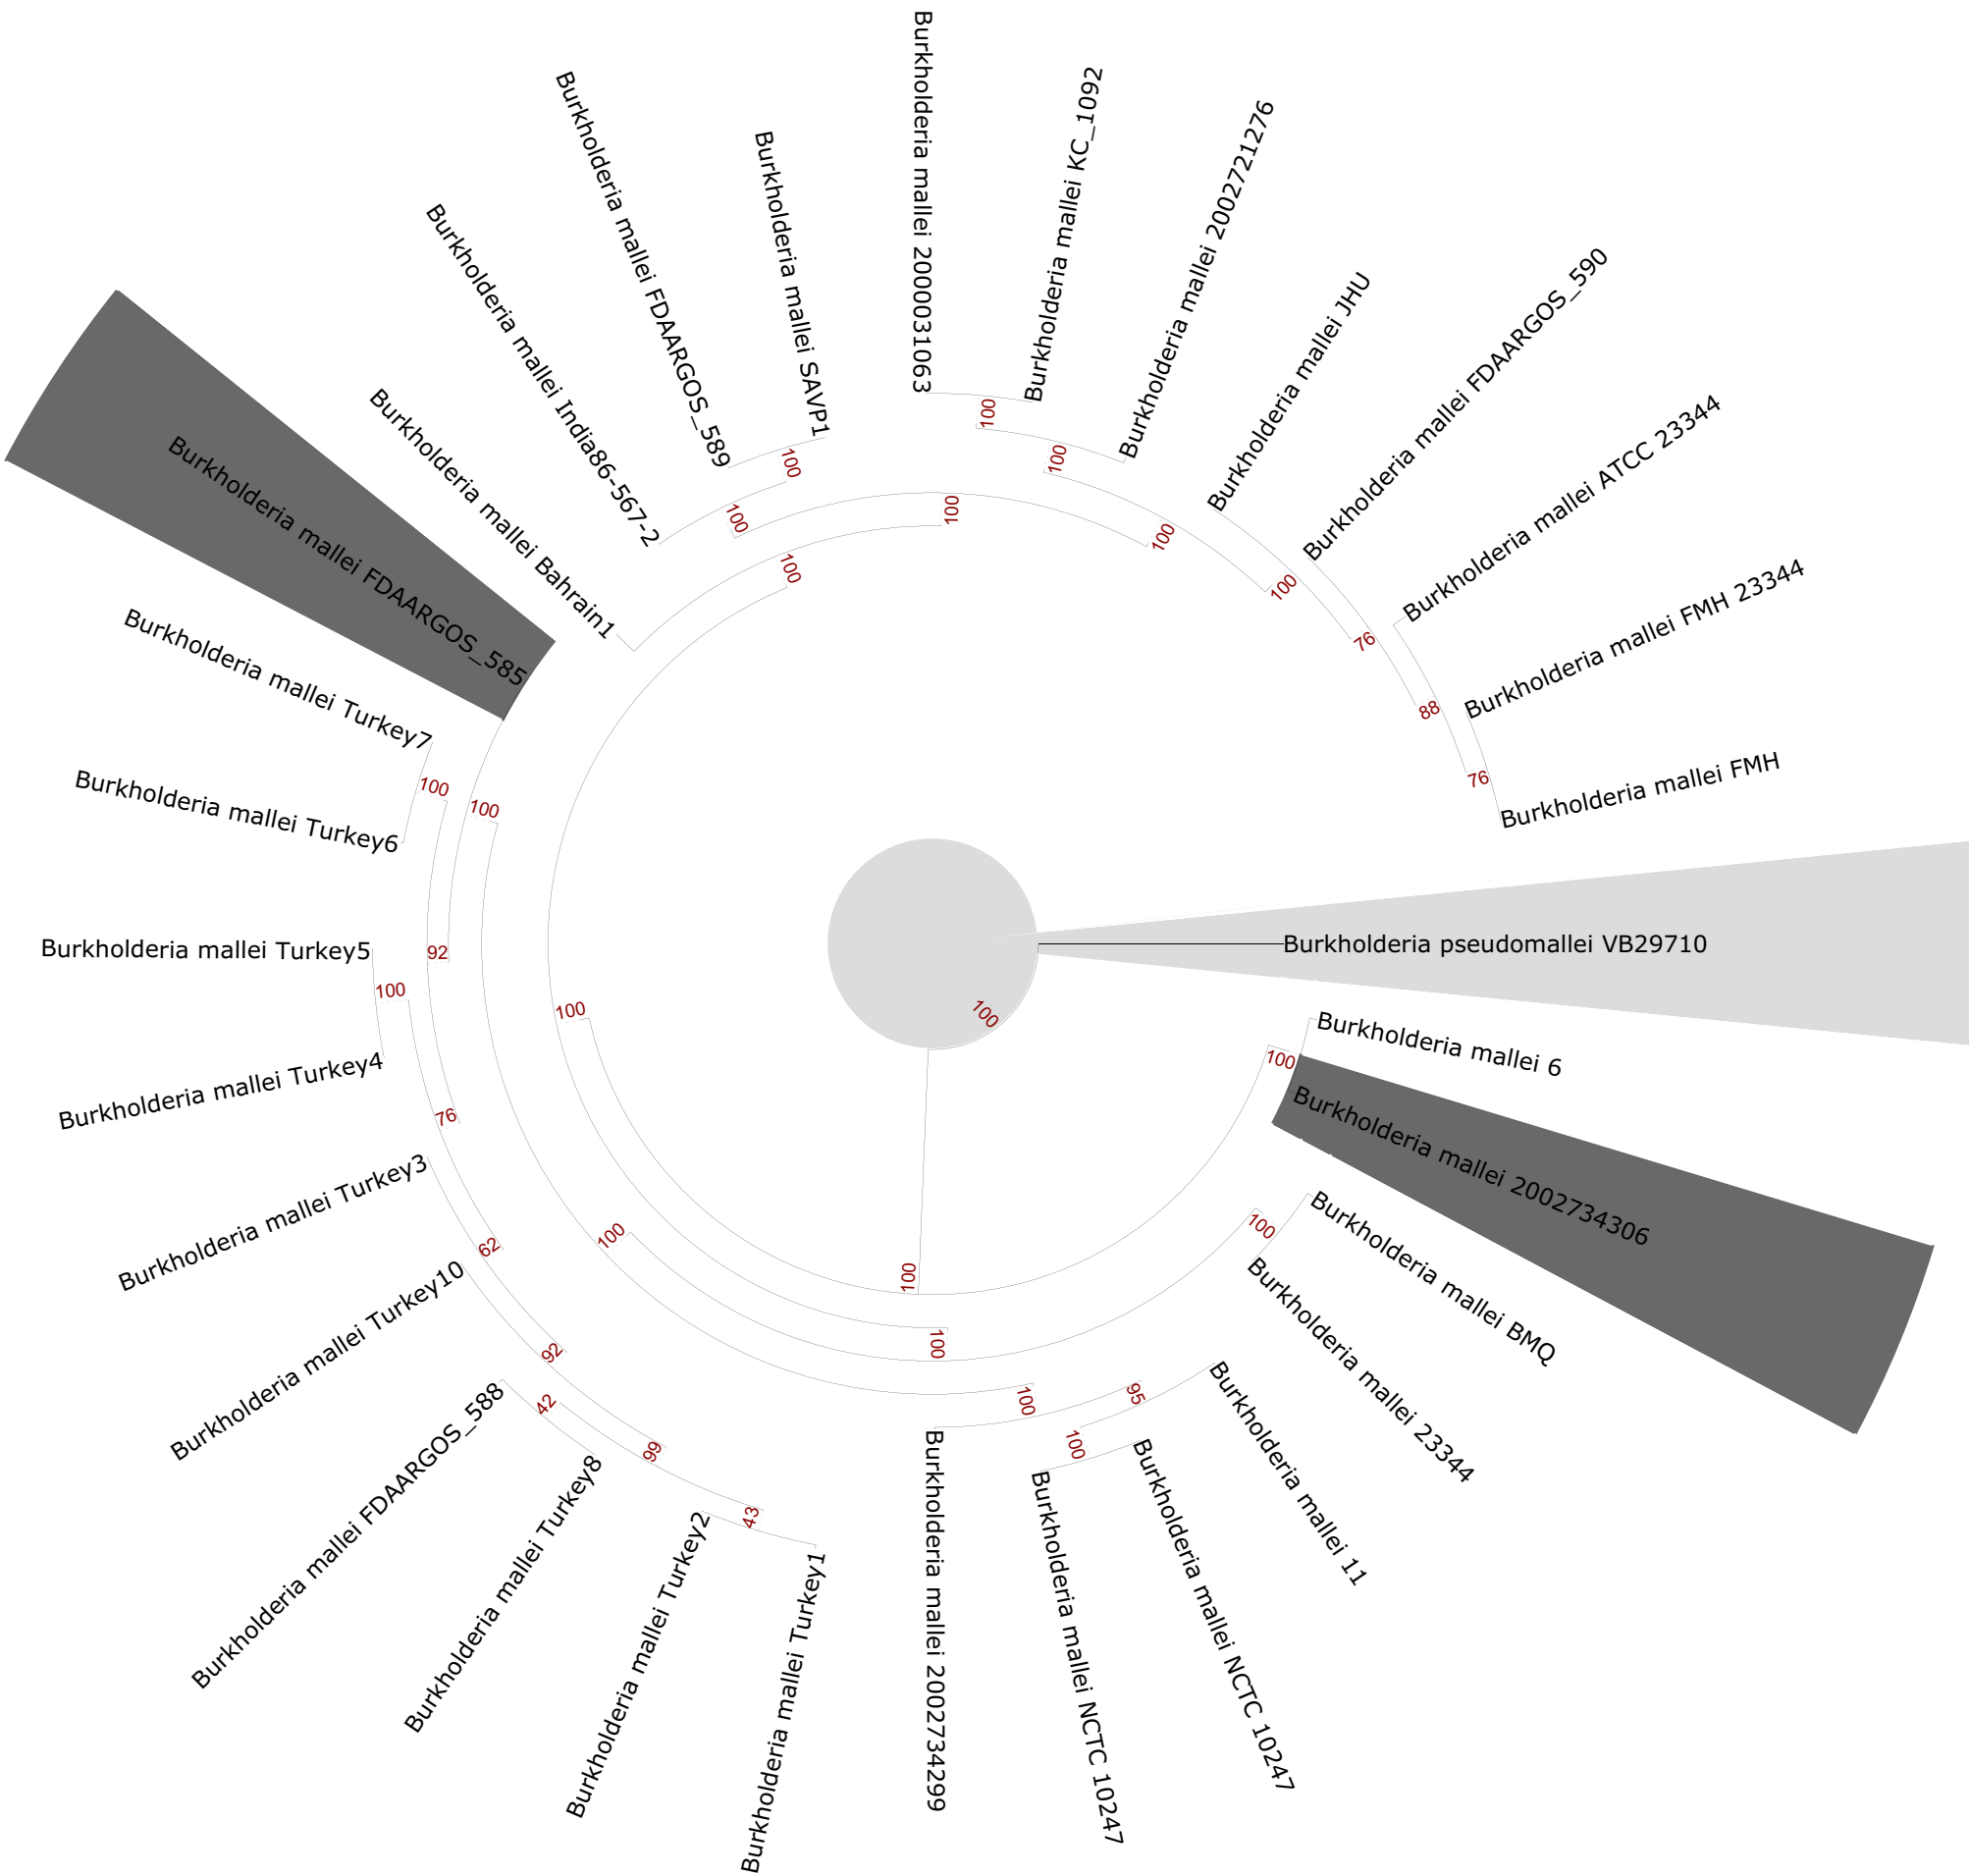 Burkholderia mallei 2000031063
Burkholderia mallei KC_1092
Burkholderia mallei 2002721276
Burkholderia mallei JHU
Burkholderia mallei FDAARGOS_590
Burkholderia mallei ATCC 23344
Burkholderia mallei FMH 23344
Burkholderia mallei FMH
Burkholderia pseudomallei VB29710
Burkholderia mallei 6
Burkholderia mallei 2002734306
Burkholderia mallei BMQ
Burkholderia mallei 23344
Burkholderia mallei 11
Burkholderia mallei NCTC 10247
Burkholderia mallei NCTC 10247
Burkholderia mallei 2002734299
Burkholderia mallei Turkey1
Burkholderia mallei Turkey2
Burkholderia mallei Turkey8
Burkholderia mallei FDAARGOS_588
Burkholderia mallei Turkey10
Burkholderia mallei Turkey3
Burkholderia mallei Turkey4
Burkholderia mallei Turkey5
Burkholderia mallei Turkey6
Burkholderia mallei Turkey7
Burkholderia mallei FDAARGOS_585
Burkholderia mallei Bahrain1
Burkholderia mallei India86-567-2
Burkholderia mallei FDAARGOS_589
Burkholderia mallei SAVP1
100
100
100
100
76
88
76
100
100
100
100
100
95
100
100
100
43
99
42
92
62
76
100
92
100
100
100
100
100
100
100
100